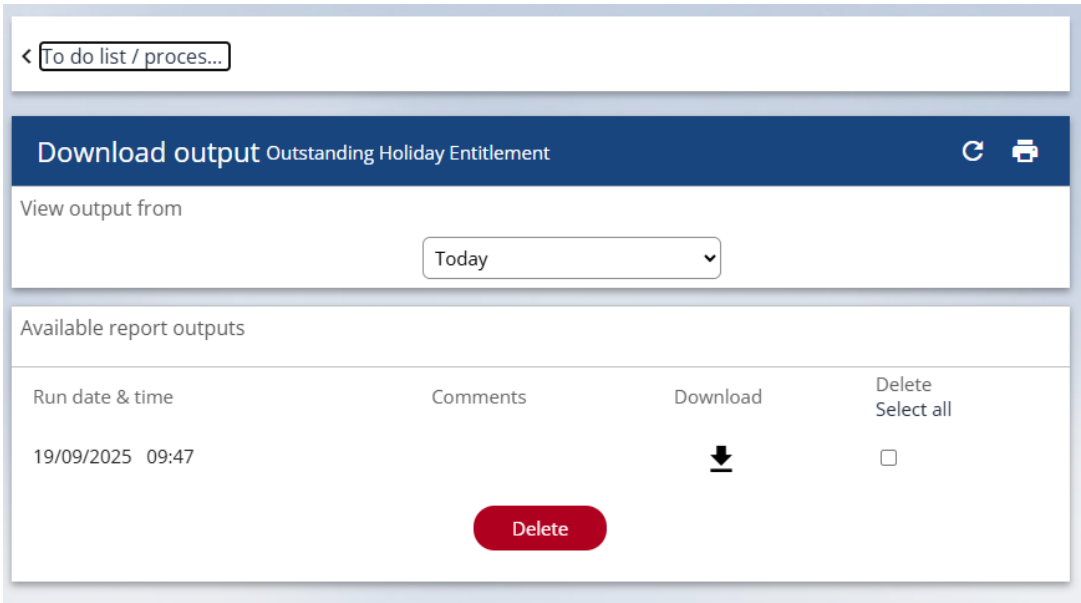 To do list / proces...
Download output Outstanding Holiday Entitlement
View output from
Today
Available report outputs
Run date & time Comments Download Delete
Select all
19/09/2025 09:47
Delete